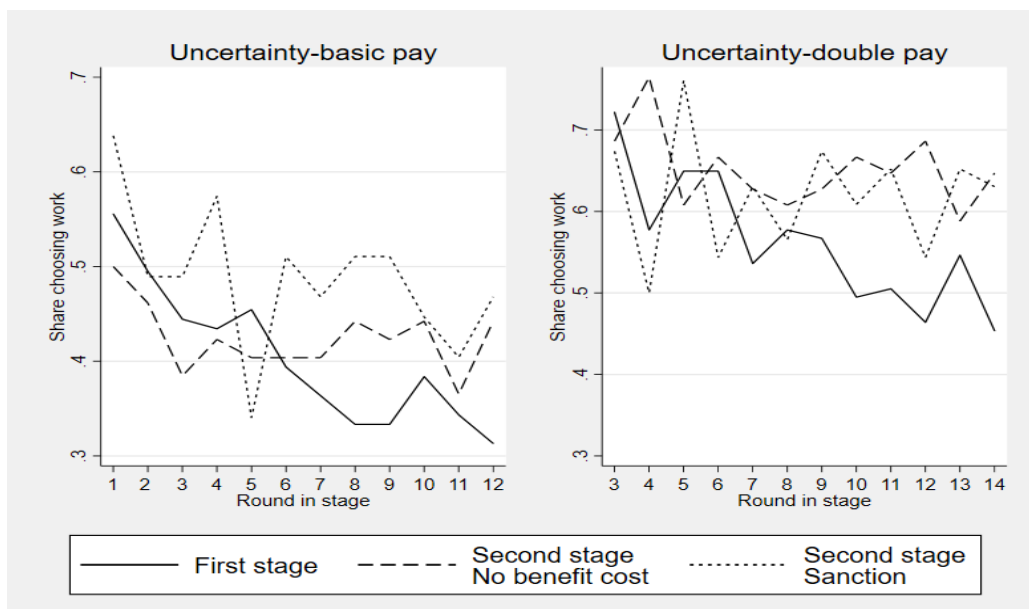 Uncertainty-basic pay
Share choosing work
.7
.6
.5
.4
.3
1 2 3 4 5 6 7 8 9 10 11 12
Round in stage
Uncertainty-double pay
Share choosing work
.7
.6
.5
.4
.3
3 4 5 6 7 8 9 10 11 12 13 14
Round in stage
First stage
Second stage
No benefit cost
Second stage
Sanction